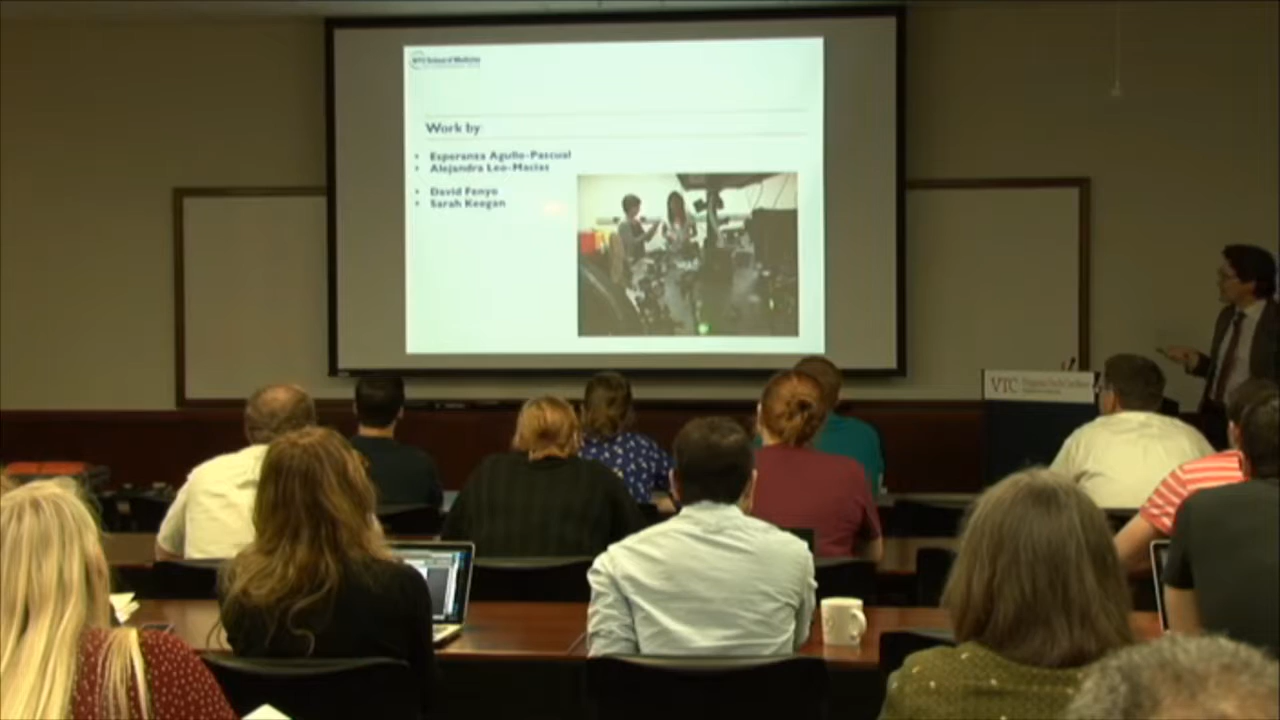 NYU School of Medicine
Work by:
• Esperanza Agullo-Pascual
• Alejandra Leo-Macias
• David Fenyo
• Sarah Keegan
VTC